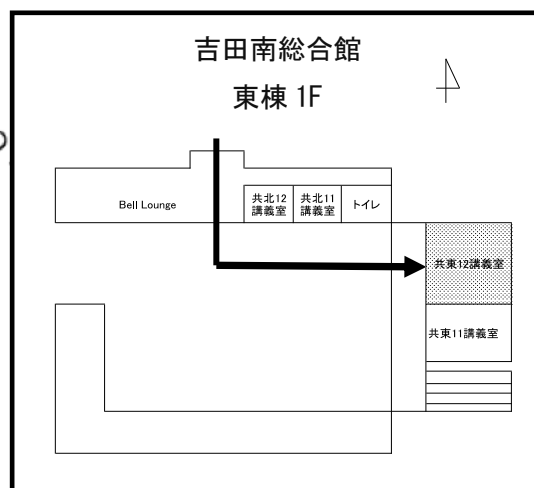 吉田南総合館
東棟 1F
Bell Lounge
共北12
講義室
共北11
講義室
トイレ
共東12講義室
共東11講義室